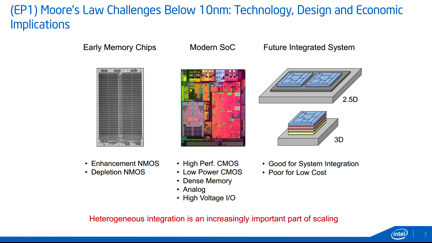 (EP1) Moore's Law Challenges Below 10nm: Technology, Design and Economic
Implications
Early Memory Chips
Modern SoC
Future Integrated System
2.5D
3D
• Enhancement NMOS
• Depletion NMOS
• High Perf. CMOS
• Low Power CMOS
• Dense Memory
• Analog
• High Voltage I/O
• Good for System Integration
• Poor for Low Cost
Heterogeneous integration is an increasingly important part of scaling
intel